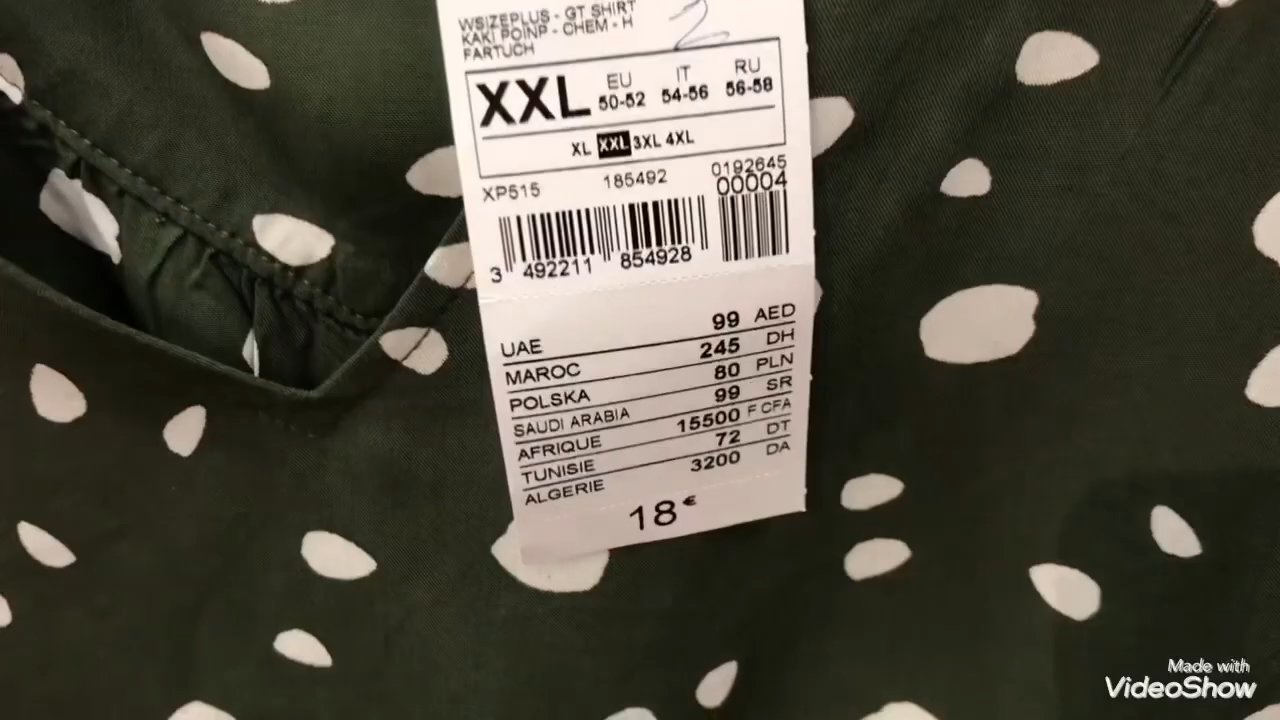 WSIZEPLUS - GT SHIRT
KAKI POINP - CHEM - H
FARTUCH
2
XXL EU 50-52 IT 54-56 RU 56-58
XL XXL 3XL 4XL
XP515 185492 0192645
00004
3 492211 854928
UAE 99 AED
MAROC 245 DH
POLSKA 80 PLN
SAUDI ARABIA 99 SR
AFRIQUE 15500 F CFA
TUNISIE 72 DT
ALGERIE 3200 DA
18€
Made with
VideoShow